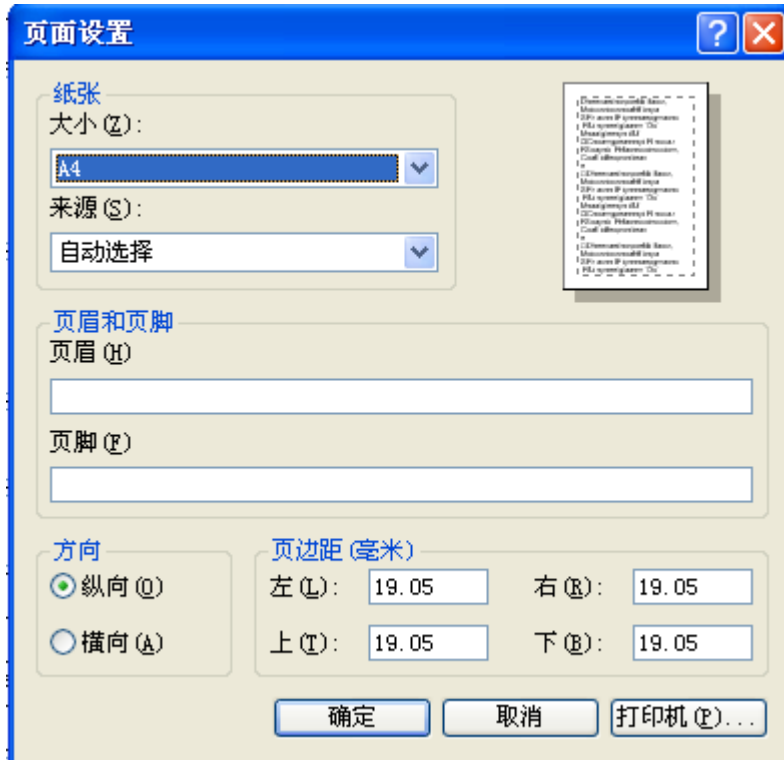 页面设置
纸张
大小(Z):
A4
来源(S):
自动选择
页眉和页脚
页眉(H)
页脚(F)
方向
纵向(O)
横向(A)
页边距(毫米)
左(L): 19.05 右(R): 19.05
上(T): 19.05 下(B): 19.05
确定 取消 打印机(P)...